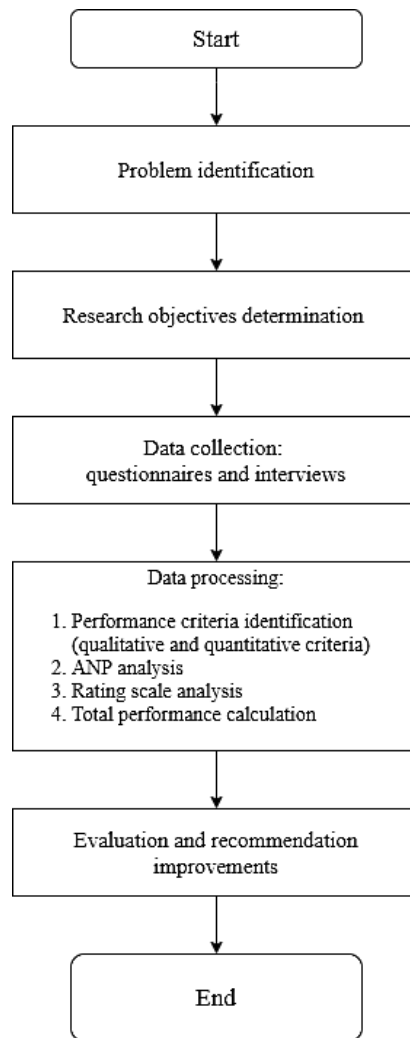 Start
Problem identification
Research objectives determination
Data collection:
questionnaires and interviews
Data processing:
1. Performance criteria identification
(qualitative and quantitative criteria)
2. ANP analysis
3. Rating scale analysis
4. Total performance calculation
Evaluation and recommendation
improvements
End